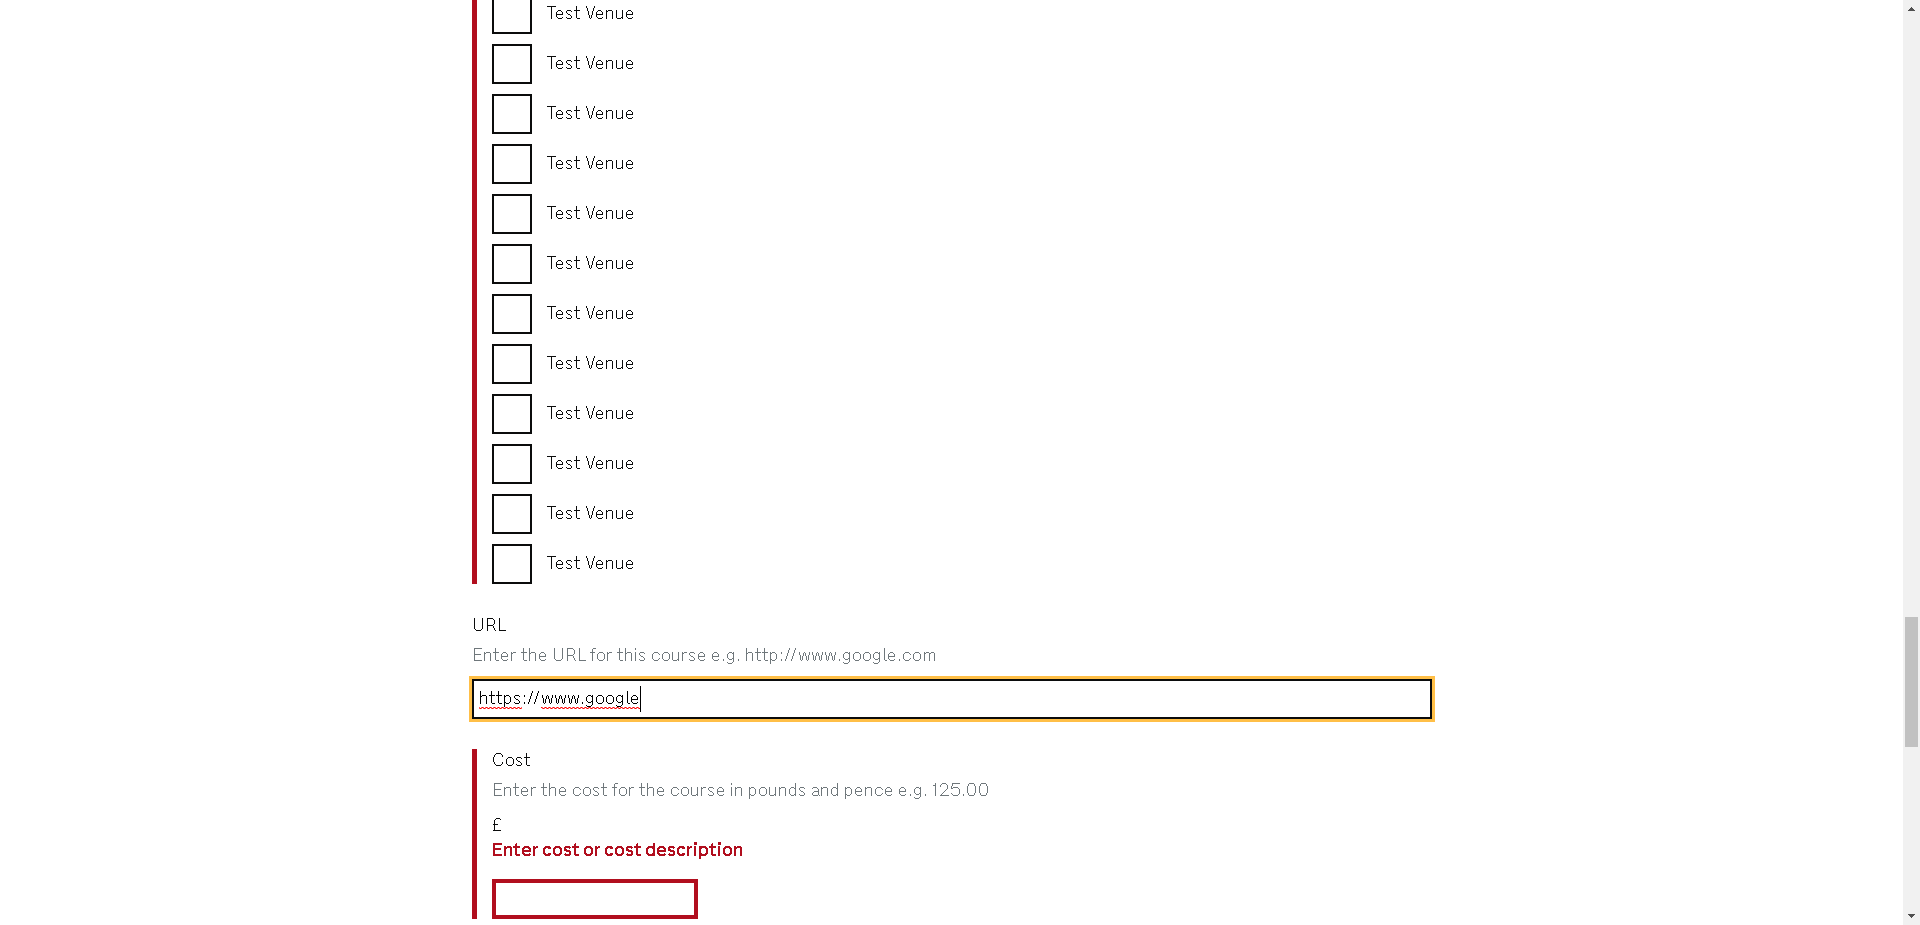 Test Venue
Test Venue
Test Venue
Test Venue
Test Venue
Test Venue
Test Venue
Test Venue
Test Venue
Test Venue
Test Venue
Test Venue
URL
Enter the URL for this course e.g. http://www.google.com
https://www.google
Cost
Enter the cost for the course in pounds and pence e.g. 125.00
£
Enter cost or cost description